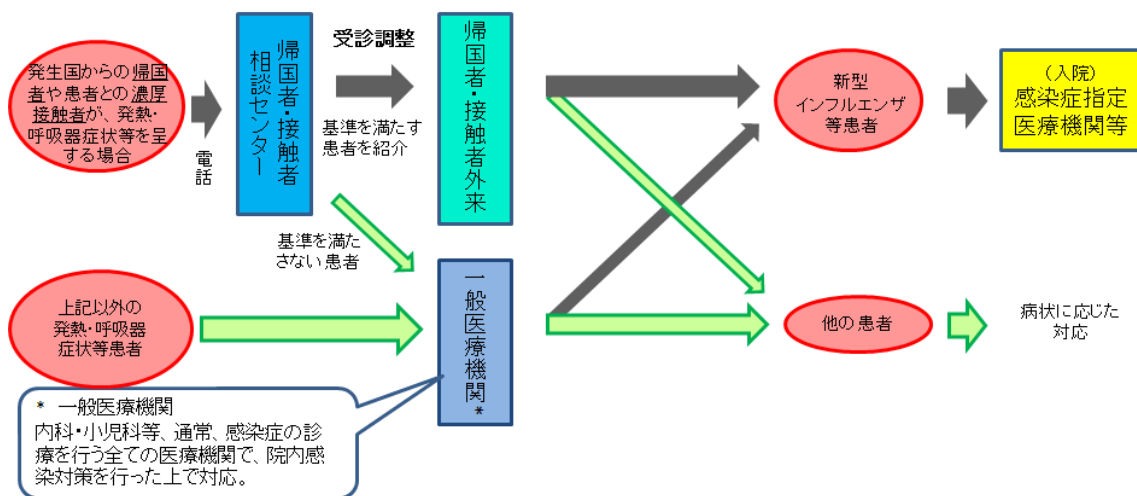 発生国からの帰国
者や患者との濃厚
接触者が、発熱・
呼吸器症状等を呈
する場合
電話
帰国者・接触者
相談センター
受診調整
基準を満たす
患者を紹介
帰国者・接触者外来
新型
インフルエンザ
等患者
(入院)
感染症指定
医療機関等
基準を満た
さない患者
上記以外の
発熱・呼吸器
症状等患者
一般医療機関*
他の患者
病状に応じた
対応
* 一般医療機関
内科・小児科等、通常、感染症の診
療を行う全ての医療機関で、院内感
染対策を行った上で対応。